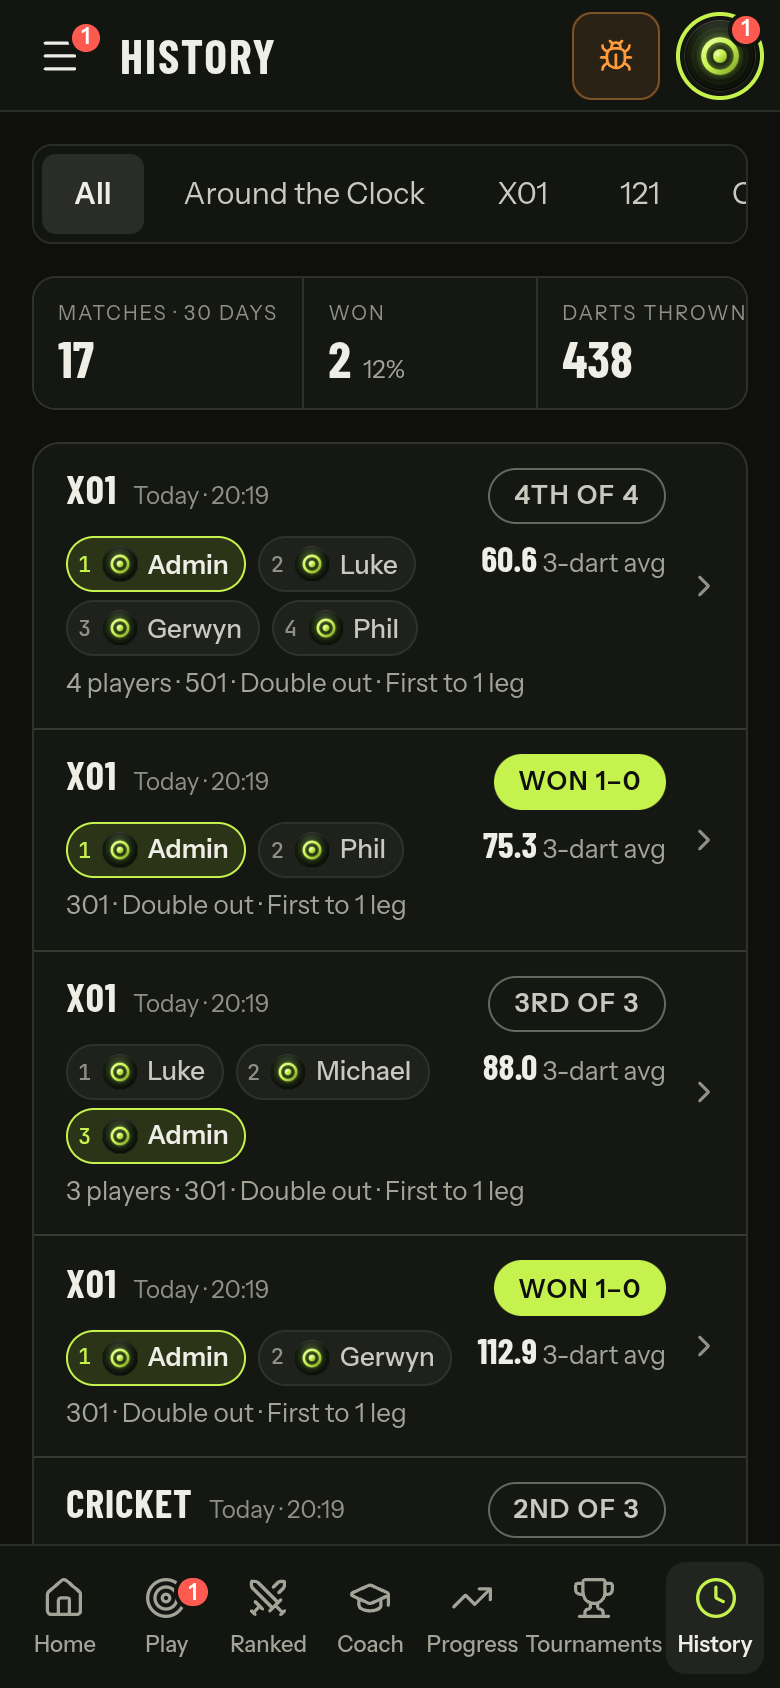 1
HISTORY
1
All Around the Clock X01 121
MATCHES · 30 DAYS WON DARTS THROWN
17 2 12% 438
X01 Today · 20:19 4TH OF 4
1 Admin 2 Luke 60.6 3-dart avg
3 Gerwyn 4 Phil
4 players · 501 · Double out · First to 1 leg
X01 Today · 20:19 WON 1–0
1 Admin 2 Phil 75.3 3-dart avg
301 · Double out · First to 1 leg
X01 Today · 20:19 3RD OF 3
1 Luke 2 Michael 88.0 3-dart avg
3 Admin
3 players · 301 · Double out · First to 1 leg
X01 Today · 20:19 WON 1–0
1 Admin 2 Gerwyn 112.9 3-dart avg
301 · Double out · First to 1 leg
CRICKET Today · 20:19 2ND OF 3
1
Home Play Ranked Coach Progress Tournaments History